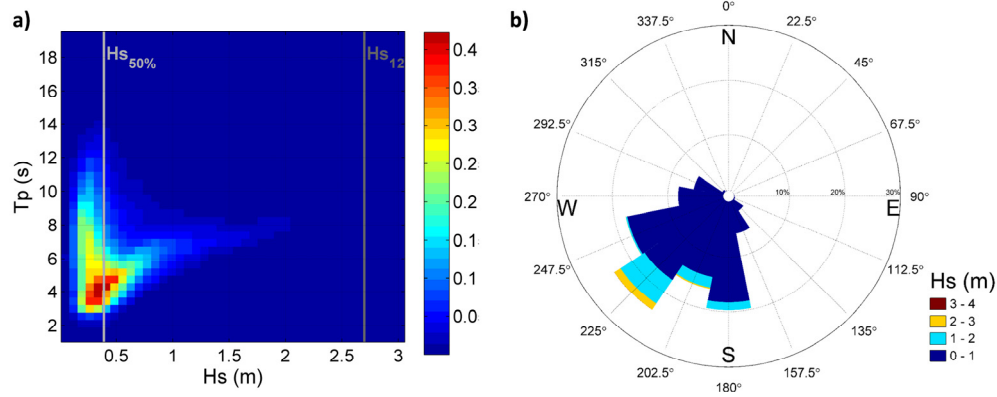 a)
18
16
14
12
10
8
6
4
2
Tp (s)
Hs50%
Hs12
0.5
1
1.5
2
2.5
3
Hs (m)
0.4
0.3
0.3
0.2
0.2
0.1
0.1
0.0
b)
0°
22.5°
45°
67.5°
90°
112.5°
135°
157.5°
180°
202.5°
225°
247.5°
270°
292.5°
315°
337.5°
N
E
S
W
10%
20%
30%
Hs (m)
3 - 4
2 - 3
1 - 2
0 - 1